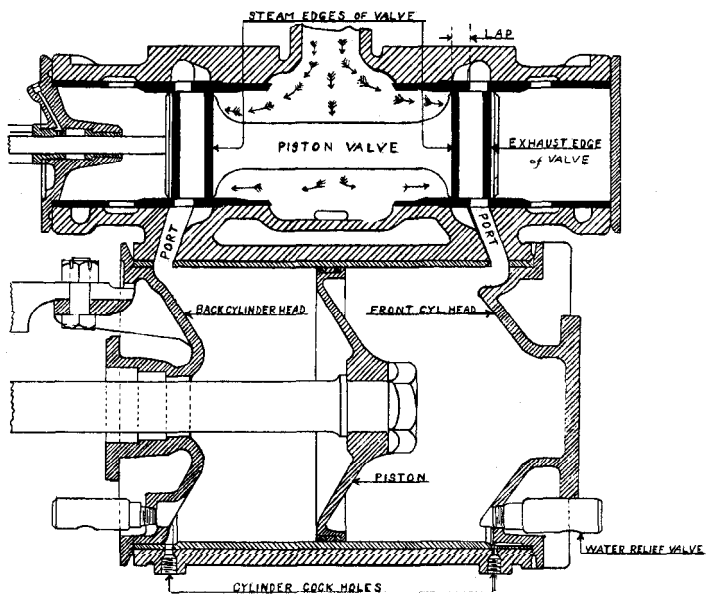 STEAM EDGES OF VALVE
LAP
PISTON VALVE
EXHAUST EDGE
of VALVE
PORT
PORT
BACK CYLINDER HEAD
FRONT CYL HEAD
PISTON
WATER RELIEF VALVE
CYLINDER COCK HOLES